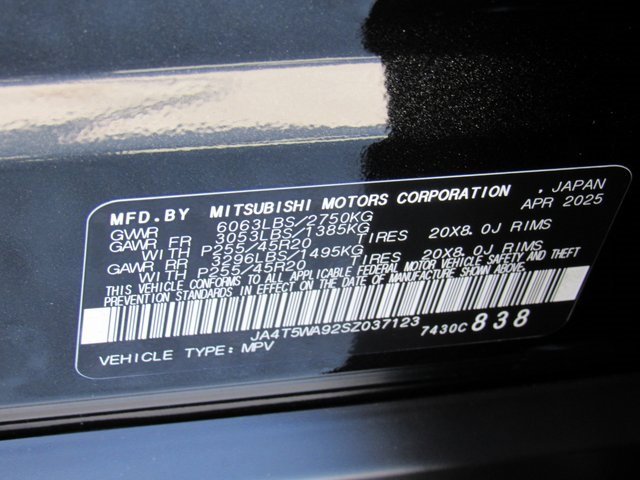 MFD.BY MITSUBISHI MOTORS CORPORATION . JAPAN
GVWR 6063LBS/2750KG APR 2025
GAWR FR 3053LBS/1385KG
WITH P255/45R20 TIRES 20X8.0J RIMS
GAWR RR 3296LBS/1495KG
WITH P255/45R20 TIRES 20X8.0J RIMS
THIS VEHICLE CONFORMS TO ALL APPLICABLE FEDERAL MOTOR VEHICLE SAFETY AND THEFT
PREVENTION STANDARDS IN EFFECT ON THE DATE OF MANUFACTURE SHOWN ABOVE.
JA4T5WA92SZ037123 7430C 838
VEHICLE TYPE: MPV